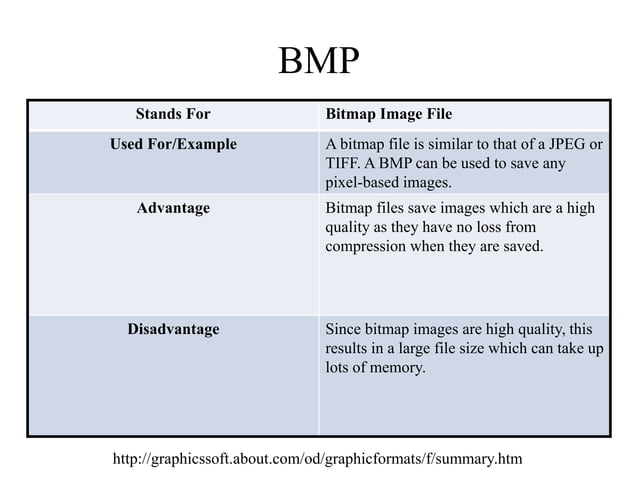 BMP
Stands For
Bitmap Image File
Used For/Example
A bitmap file is similar to that of a JPEG or
TIFF. A BMP can be used to save any
pixel-based images.
Advantage
Bitmap files save images which are a high
quality as they have no loss from
compression when they are saved.
Disadvantage
Since bitmap images are high quality, this
results in a large file size which can take up
lots of memory.
http://graphicssoft.about.com/od/graphicformats/f/summary.htm